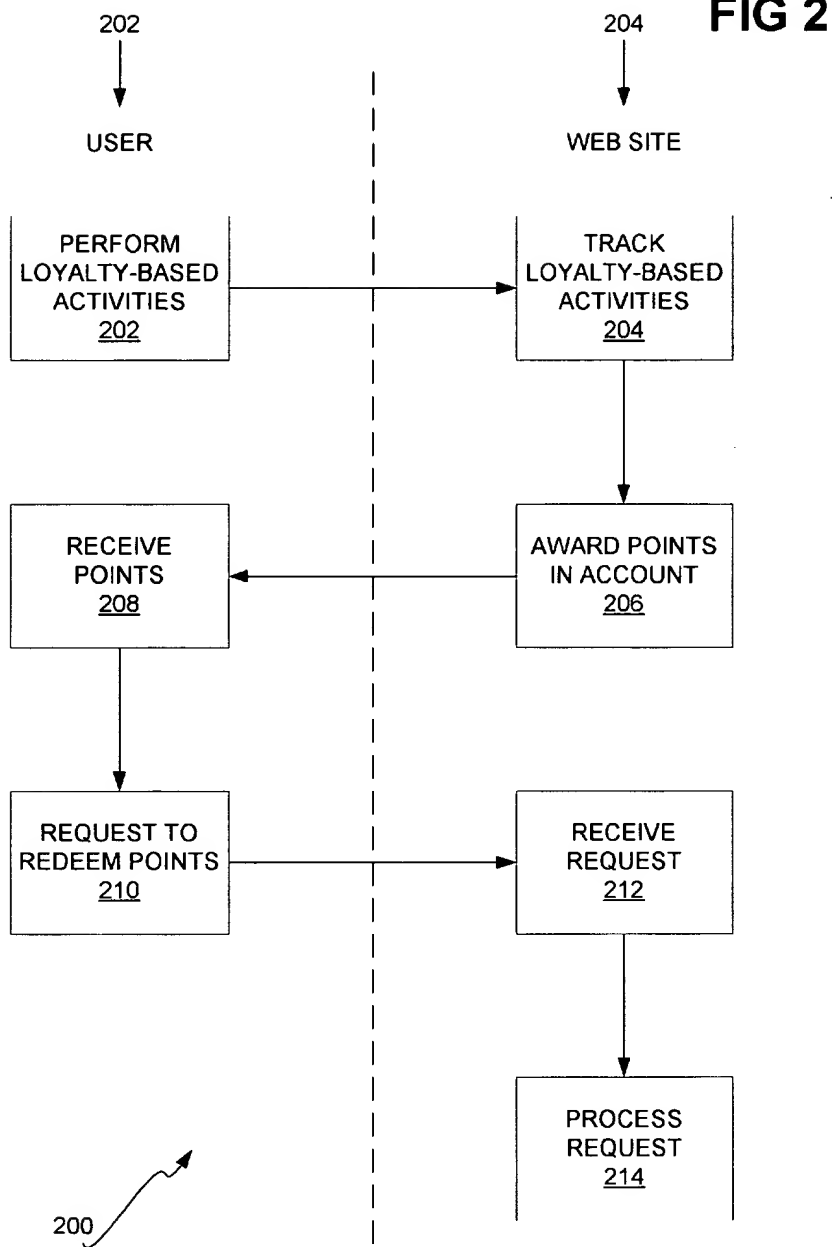 FIG 2
202
204
USER
WEB SITE
PERFORM
LOYALTY-BASED
ACTIVITIES
202
TRACK
LOYALTY-BASED
ACTIVITIES
204
RECEIVE
POINTS
208
AWARD POINTS
IN ACCOUNT
206
REQUEST TO
REDEEM POINTS
210
RECEIVE
REQUEST
212
PROCESS
REQUEST
214
200